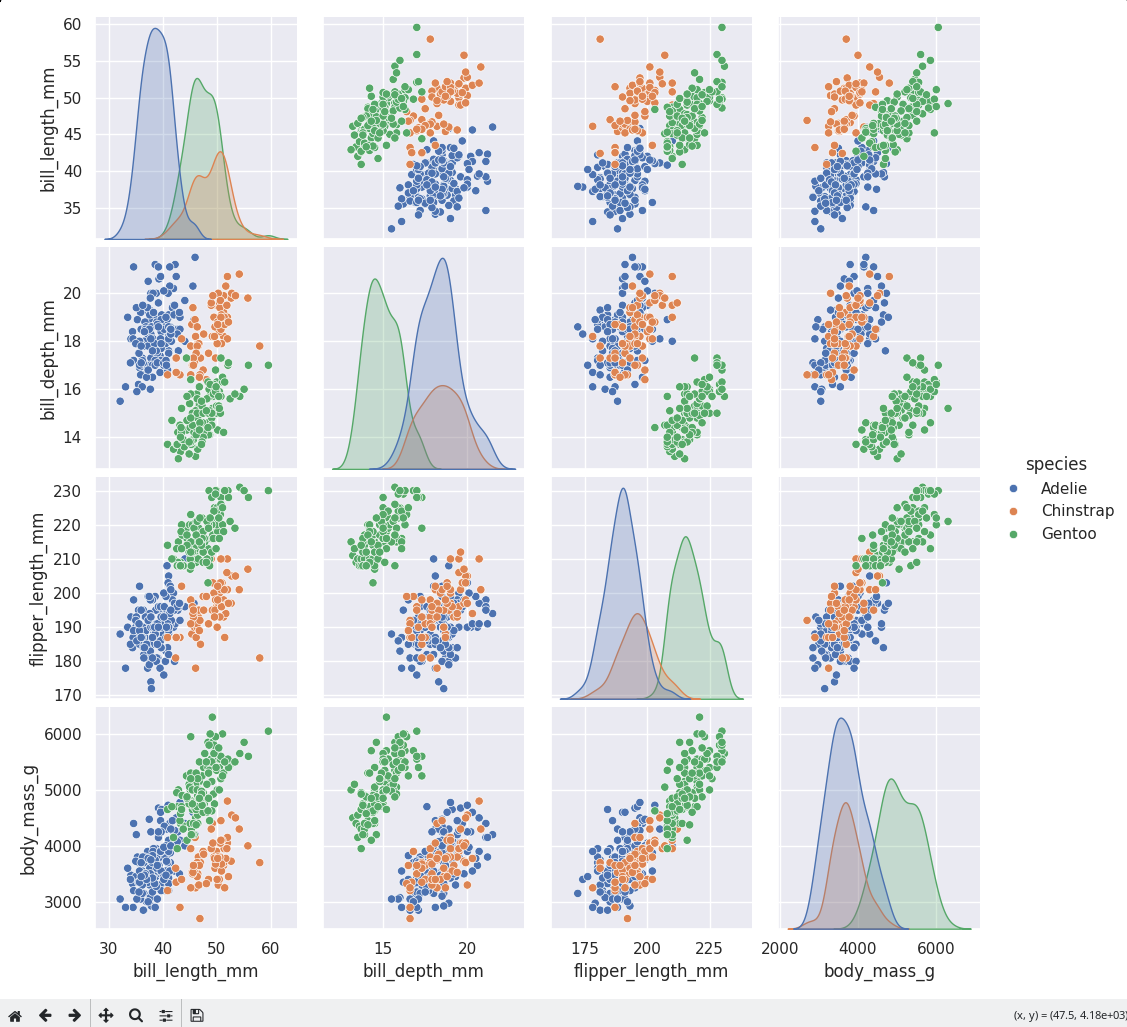 60
55
50
45
40
35
bill_length_mm
20
18
16
14
bill_depth_mm
230
220
210
200
190
180
170
flipper_length_mm
6000
5000
4000
3000
body_mass_g
30 40 50 60
bill_length_mm
15 20
bill_depth_mm
175 200 225
flipper_length_mm
2000 4000 6000
body_mass_g
species
Adelie
Chinstrap
Gentoo
(x, y) = (47.5, 4.18e+03)